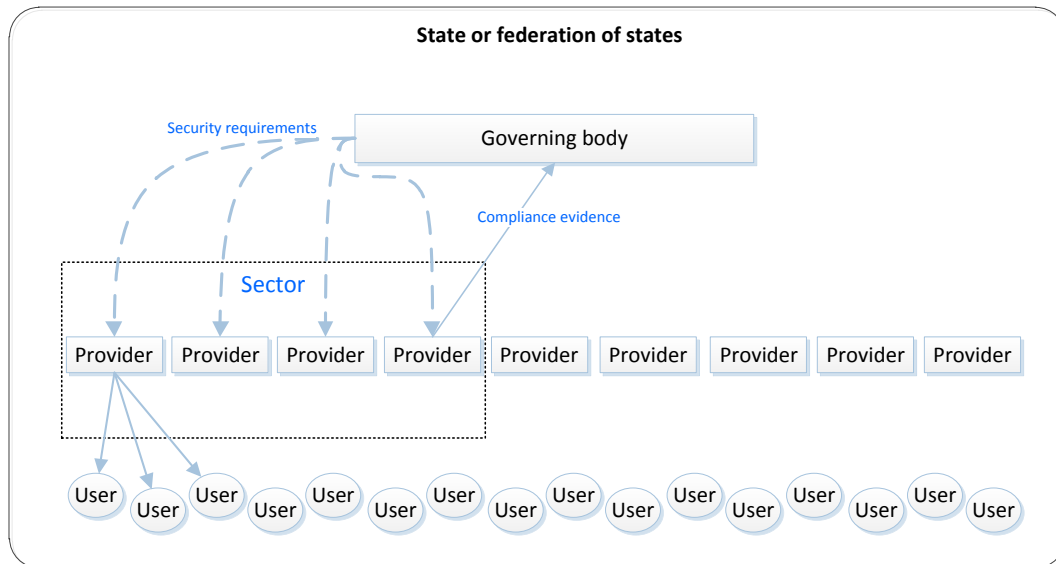 State or federation of states
Security requirements
Governing body
Compliance evidence
Sector
Provider Provider Provider Provider Provider Provider Provider Provider Provider
User User User User User User User User
User User User User User User User User